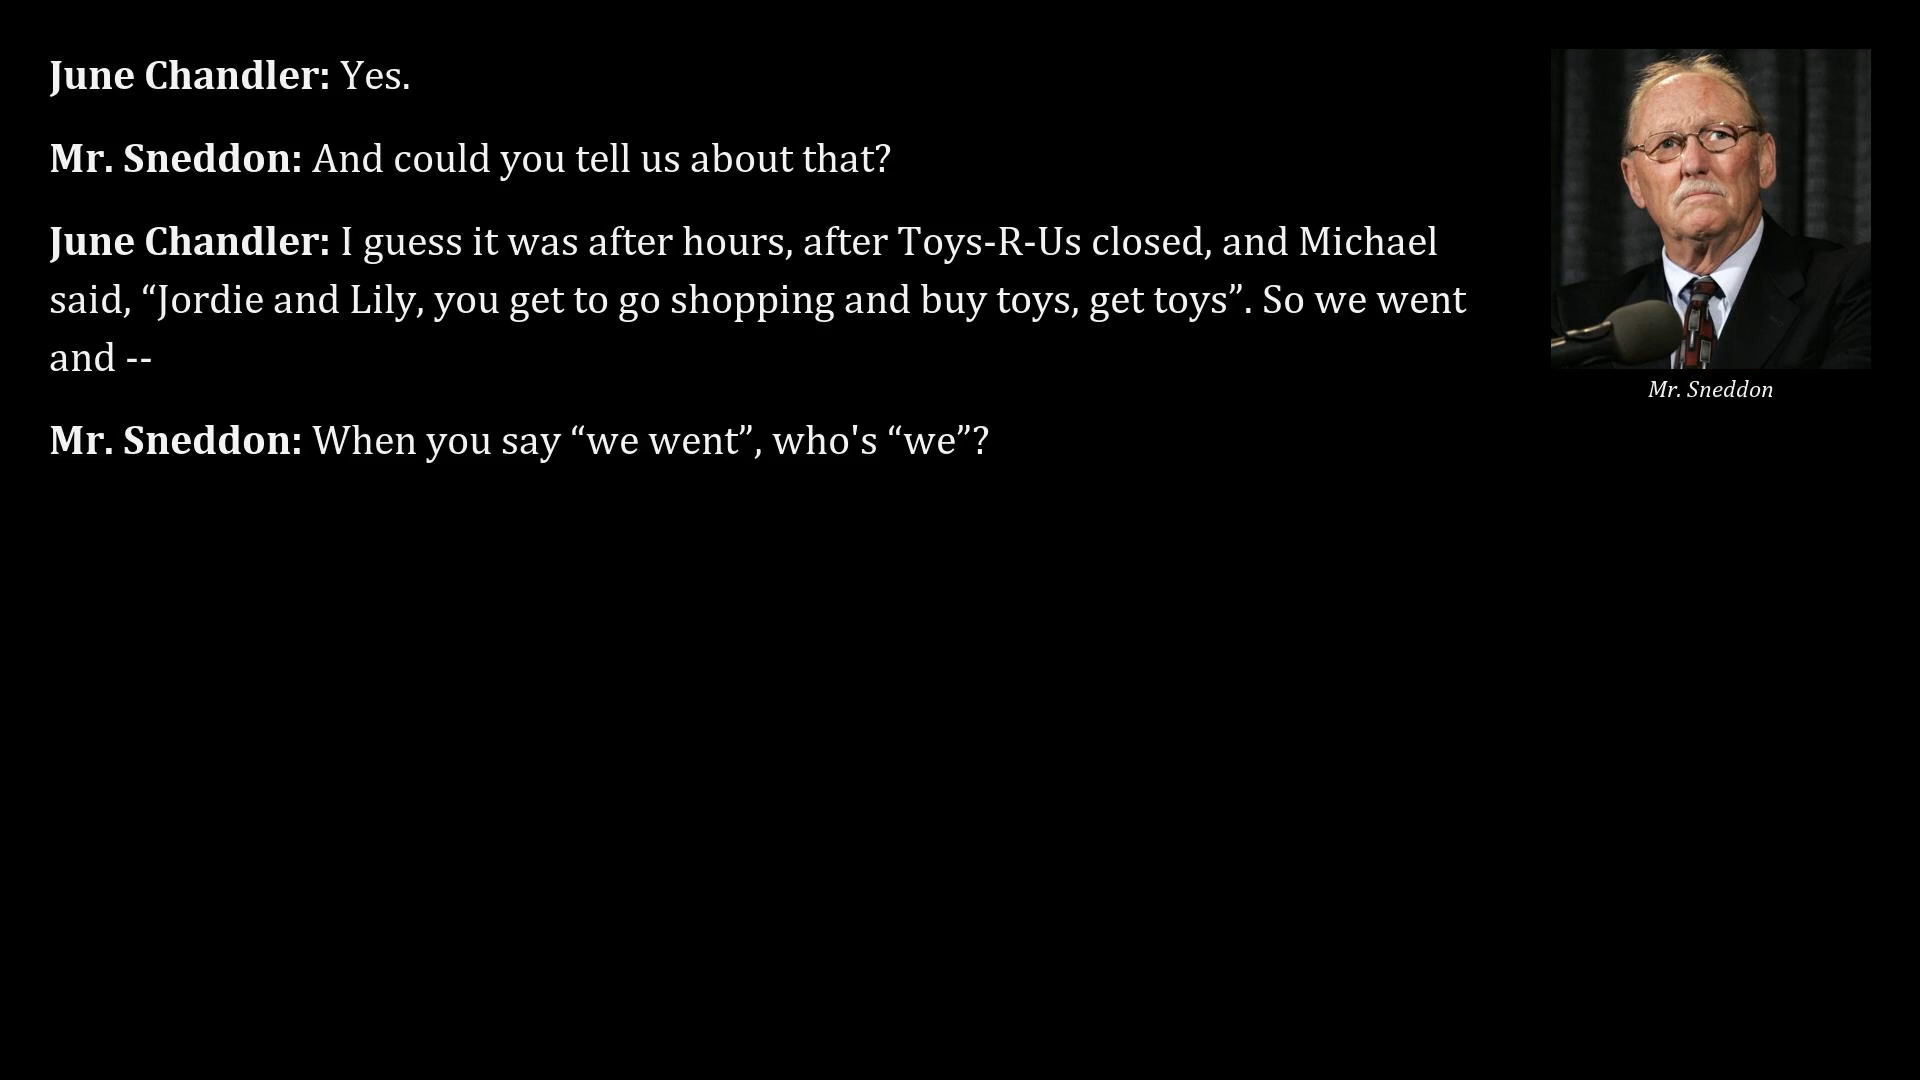 June Chandler: Yes.
Mr. Sneddon: And could you tell us about that?
June Chandler: I guess it was after hours, after Toys-R-Us closed, and Michael
said, “Jordie and Lily, you get to go shopping and buy toys, get toys”. So we went
and --
Mr. Sneddon: When you say “we went”, who's “we”?
Mr. Sneddon